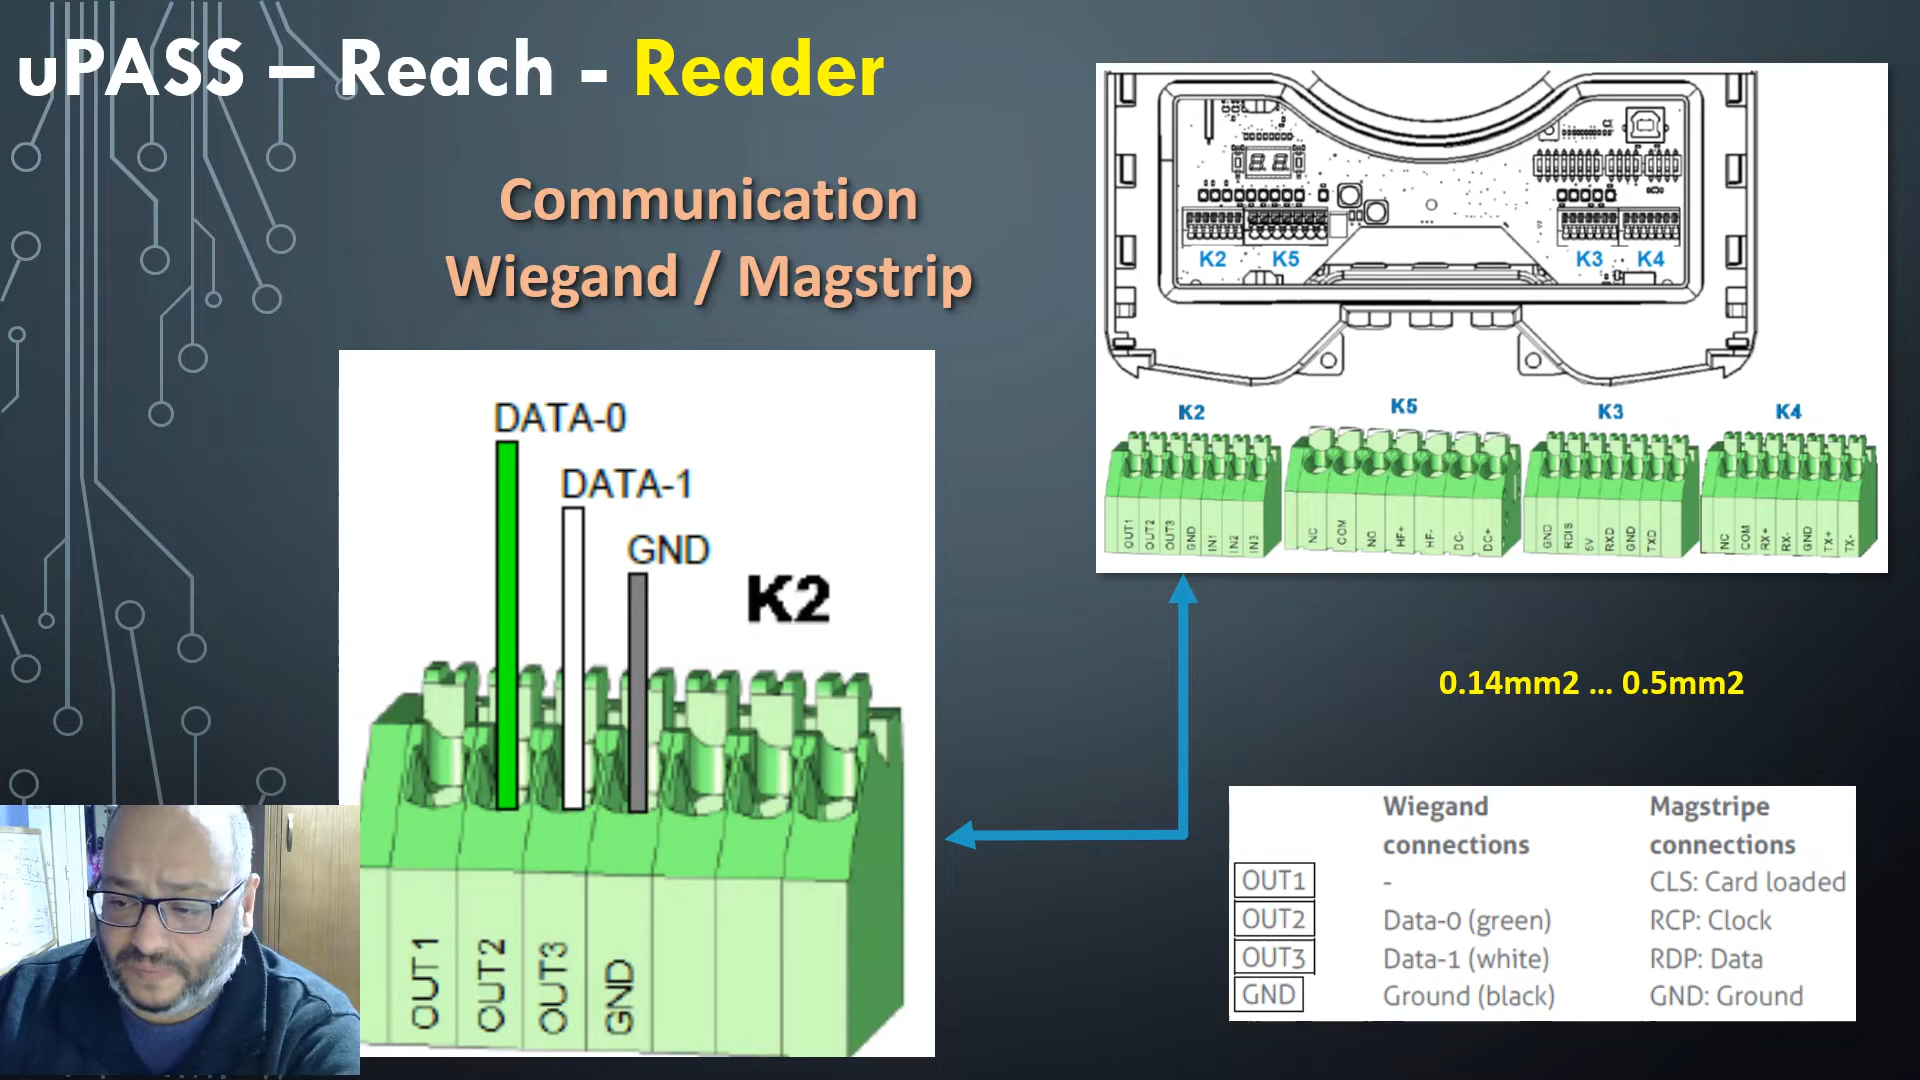 uPASS – Reach - Reader
Communication
Wiegand / Magstrip
K2 K5 K3 K4
K2 K5 K3 K4
OUT1 OUT2 OUT3 GND IN1 IN2 IN3
NC COM NO HF+ HF- DC- DC+
GND RDIS 5V RXD GND TXD
NC COM RX+ RX- GND TX+ TX-
DATA-0
DATA-1
GND
K2
OUT1 OUT2 OUT3 GND
0.14mm2 ... 0.5mm2
Wiegand connections Magstripe connections
OUT1 - CLS: Card loaded
OUT2 Data-0 (green) RCP: Clock
OUT3 Data-1 (white) RDP: Data
GND Ground (black) GND: Ground